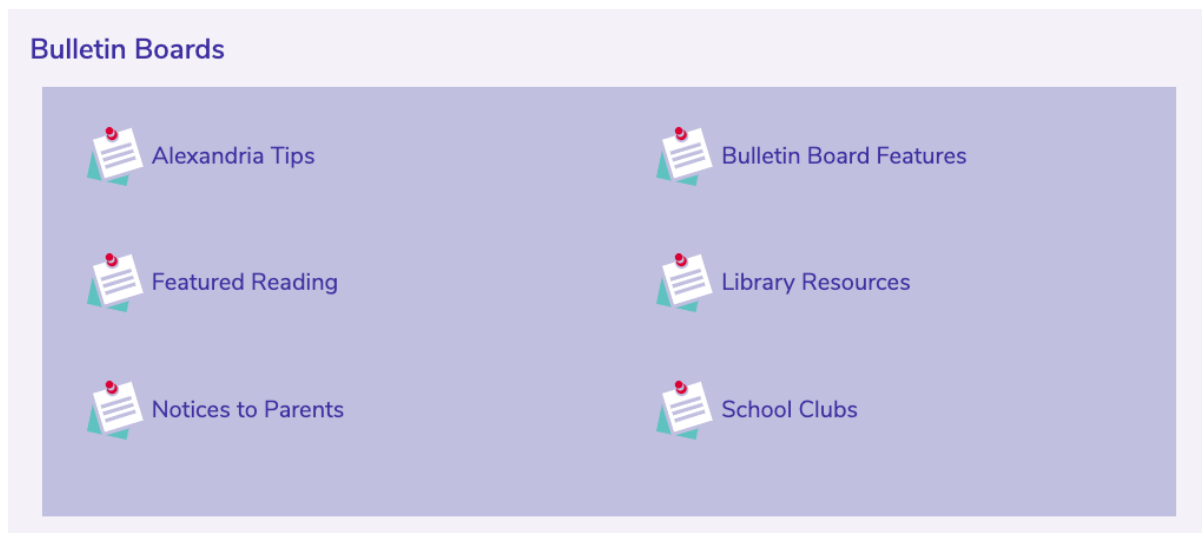 Bulletin Boards
Alexandria Tips
Bulletin Board Features
Featured Reading
Library Resources
Notices to Parents
School Clubs